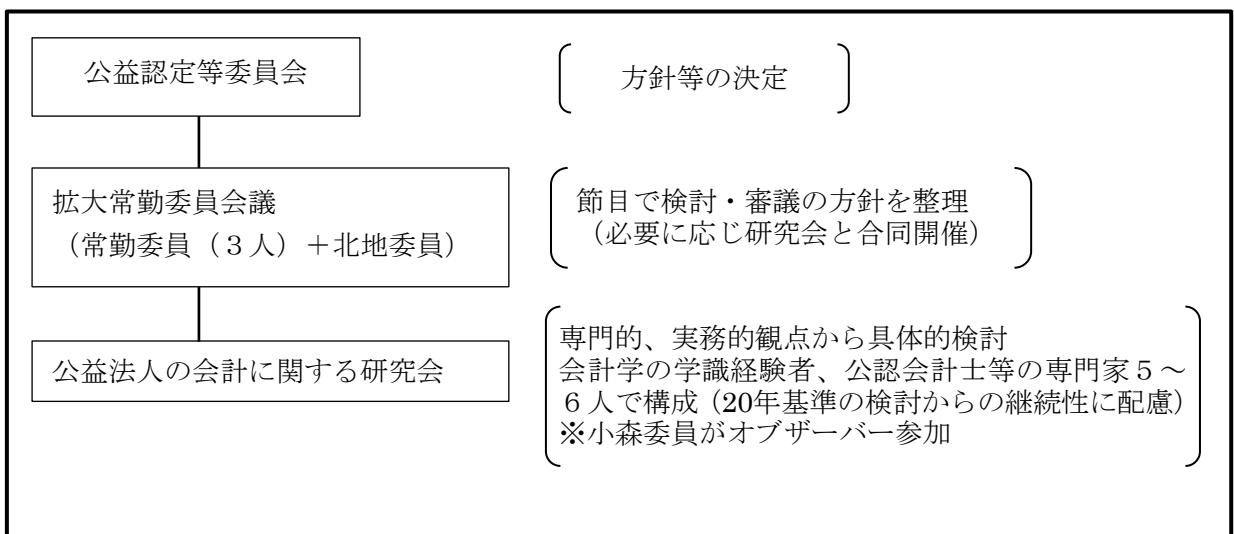 公益認定等委員会
方針等の決定
拡大常勤委員会議
（常勤委員（３人）＋北地委員）
節目で検討・審議の方針を整理
（必要に応じ研究会と合同開催）
公益法人の会計に関する研究会
専門的、実務的観点から具体的検討
会計学の学識経験者、公認会計士等の専門家５～
６人で構成（20年基準の検討からの継続性に配慮）
※小森委員がオブザーバー参加